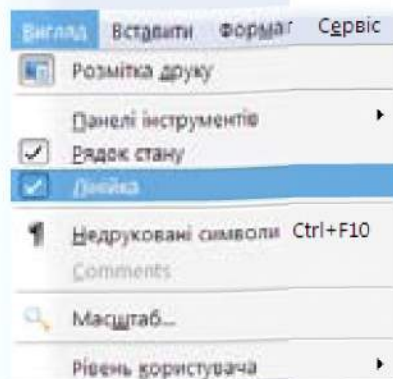 Вигляд Вставити Формат Сервіс
Розмітка друку
Панелі інструментів
Рядок стану
Лінійка
Недруковані символи Ctrl+F10
Comments
Масштаб...
Рівень користувача